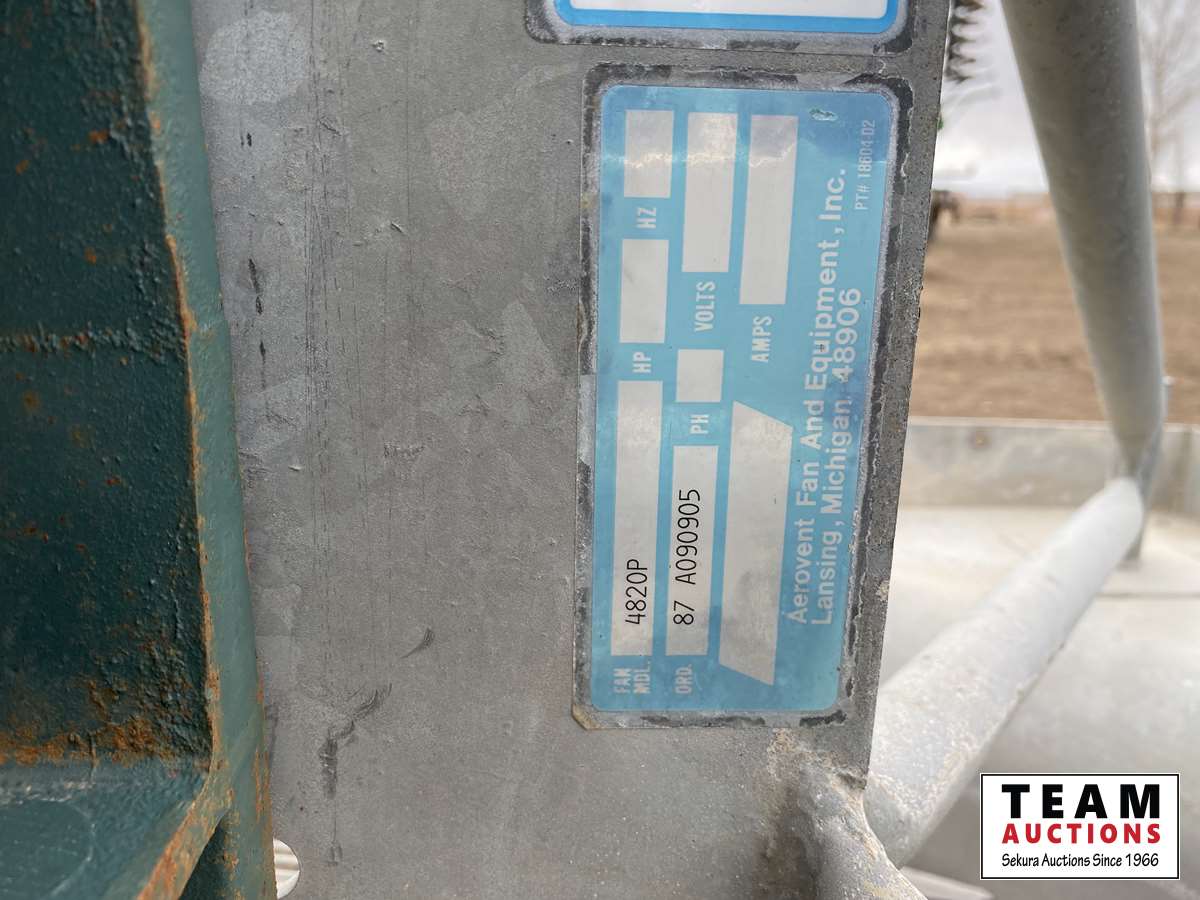 FAN MDL. 4820P HP HZ
ORD. 87 A090905 PH VOLTS
AMPS
Aerovent Fan And Equipment, Inc.
Lansing, Michigan 48906
PT# 18604-02
TEAM
AUCTIONS
Sekura Auctions Since 1966